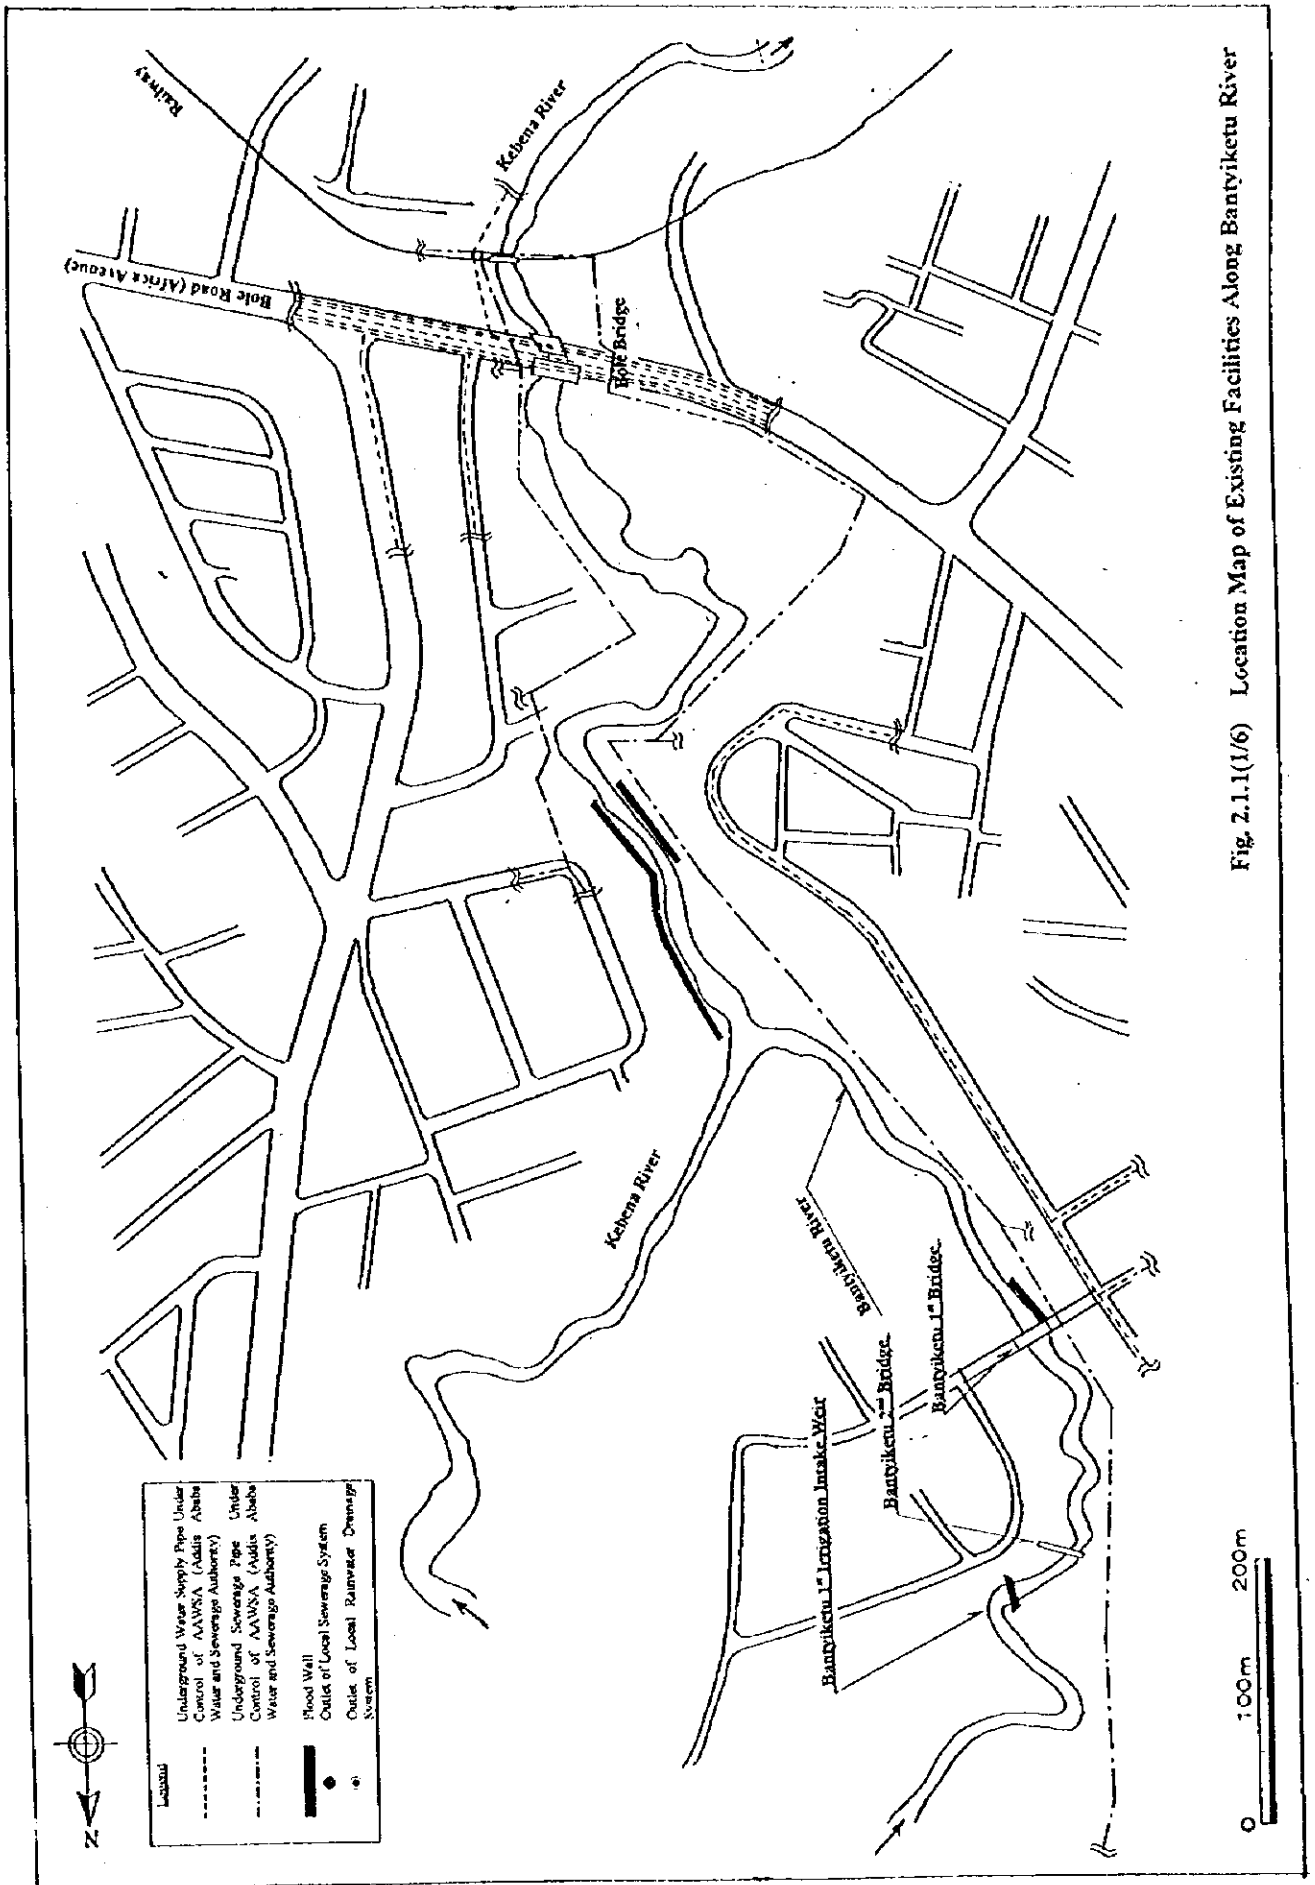 Railway
Kebena River
Bole Road (Africa Avenue)
Bole Bridge
Kebena River
Bantyiketu River
Bantyiketu 1st Bridge
Bantyiketu 2nd Bridge
Bantyiketu 1st Irrigation Intake Weir
N
Legend
Underground Water Supply Pipe Under
Control of AAWSA (Addis Ababa
Water and Sewerage Authority)
Underground Sewerage Pipe Under
Control of AAWSA (Addis Ababa
Water and Sewerage Authority)
Flood Wall
Outlet of Local Sewerage System
Outlet of Local Rainwater Drainage
System
0 100m 200m
Fig. 2.1.1(1/6) Location Map of Existing Facilities Along Bantyiketu River